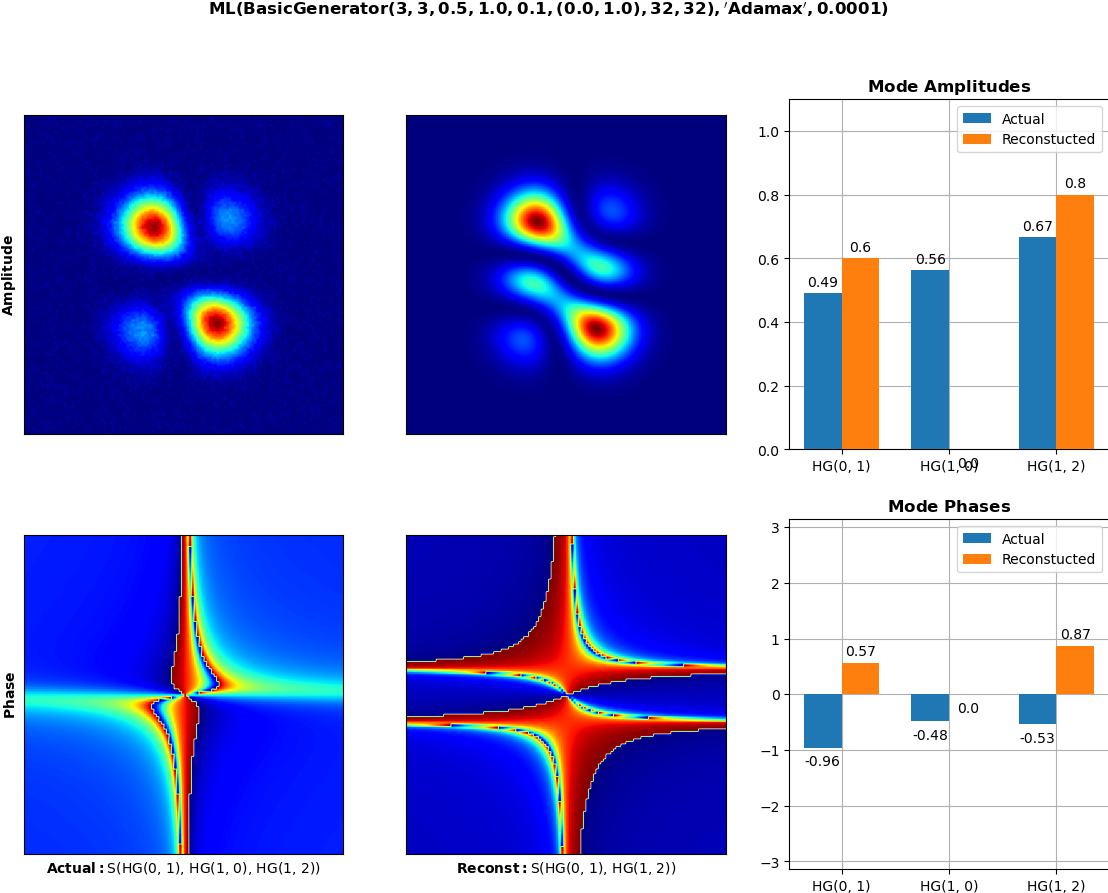 ML(BasicGenerator(3, 3, 0.5, 1.0, 0.1, (0.0, 1.0), 32, 32), 'Adamax', 0.0001)
Amplitude
Mode Amplitudes
Actual
Reconstucted
1.0
0.8
0.6
0.4
0.2
0.0
0.49
0.6
0.56
0.0
0.67
0.8
HG(0, 1)
HG(1, 0)
HG(1, 2)
Phase
Actual: S(HG(0, 1), HG(1, 0), HG(1, 2))
Reconst: S(HG(0, 1), HG(1, 2))
Mode Phases
Actual
Reconstucted
3
2
1
0
−1
−2
−3
-0.96
0.57
-0.48
0.0
-0.53
0.87
HG(0, 1)
HG(1, 0)
HG(1, 2)